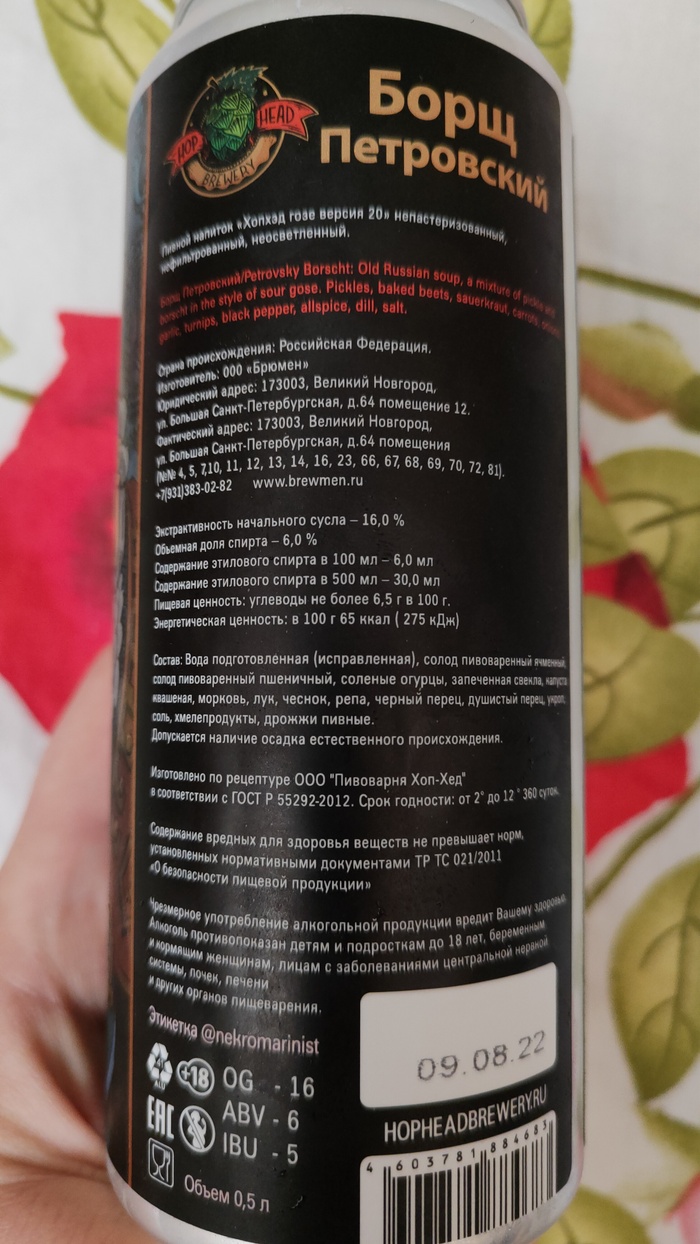 HOP HEAD
BREWERY
Борщ
Петровский
Пивной напиток «Хопхэд гозе версия 20» непастеризованный,
нефильтрованный, неосветленный.
Борщ Петровский/Petrovsky Borscht: Old Russian soup, a mixture of pickle and
borscht in the style of sour gose. Pickles, baked beets, sauerkraut, carrots, onions,
garlic, turnips, black pepper, allspice, dill, salt.
Страна происхождения: Российская Федерация.
Изготовитель: ООО «Брюмен»
Юридический адрес: 173003, Великий Новгород,
ул. Большая Санкт-Петербургская, д.64 помещение 12.
Фактический адрес: 173003, Великий Новгород,
ул. Большая Санкт-Петербургская, д.64 помещения
(№№ 4, 5, 7,10, 11, 12, 13, 14, 16, 23, 66, 67, 68, 69, 70, 72, 81).
+7(931)383-02-82 www.brewmen.ru
Экстрактивность начального сусла – 16,0 %
Объемная доля спирта – 6,0 %
Содержание этилового спирта в 100 мл – 6,0 мл
Содержание этилового спирта в 500 мл – 30,0 мл
Пищевая ценность: углеводы не более 6,5 г в 100 г.
Энергетическая ценность: в 100 г 65 ккал ( 275 кДж)
Состав: Вода подготовленная (исправленная), солод пивоваренный ячменный,
солод пивоваренный пшеничный, соленые огурцы, запеченная свекла, капуста
квашеная, морковь, лук, чеснок, репа, черный перец, душистый перец, укроп,
соль, хмелепродукты, дрожжи пивные.
Допускается наличие осадка естественного происхождения.
Изготовлено по рецептуре ООО "Пивоварня Хоп-Хед"
в соответствии с ГОСТ Р 55292-2012. Срок годности: от 2° до 12 ° 360 суток.
Содержание вредных для здоровья веществ не превышает норм,
установленных нормативными документами ТР ТС 021/2011
«О безопасности пищевой продукции»
Чрезмерное употребление алкогольной продукции вредит Вашему здоровью.
Алкоголь противопоказан детям и подросткам до 18 лет, беременным
и кормящим женщинам, лицам с заболеваниями центральной нервной
системы, почек, печени
и других органов пищеварения.
Этикетка @nekromarinist
41
ALU
+18
OG - 16
ABV - 6
IBU - 5
EAC
Объем 0,5 л
09.08.22
HOPHEADBREWERY.RU
4 603781 884683